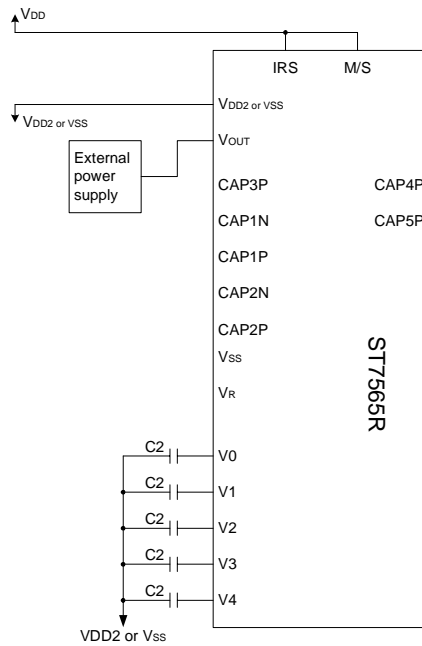 VDD
IRS M/S
VDD2 or VSS
VDD2 or VSS
VOUT
External
power
supply
CAP3P CAP4P
CAP1N CAP5P
CAP1P
CAP2N
CAP2P
VSS
VR
ST7565R
C2 V0
C2 V1
C2 V2
C2 V3
C2 V4
VDD2 or VSS